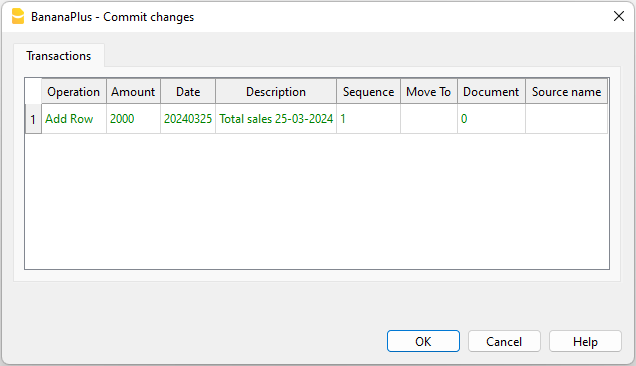 BananaPlus - Commit changes
Transactions
Operation Amount Date Description Sequence Move To Document Source name
1 Add Row 2000 20240325 Total sales 25-03-2024 1 0
OK Cancel Help